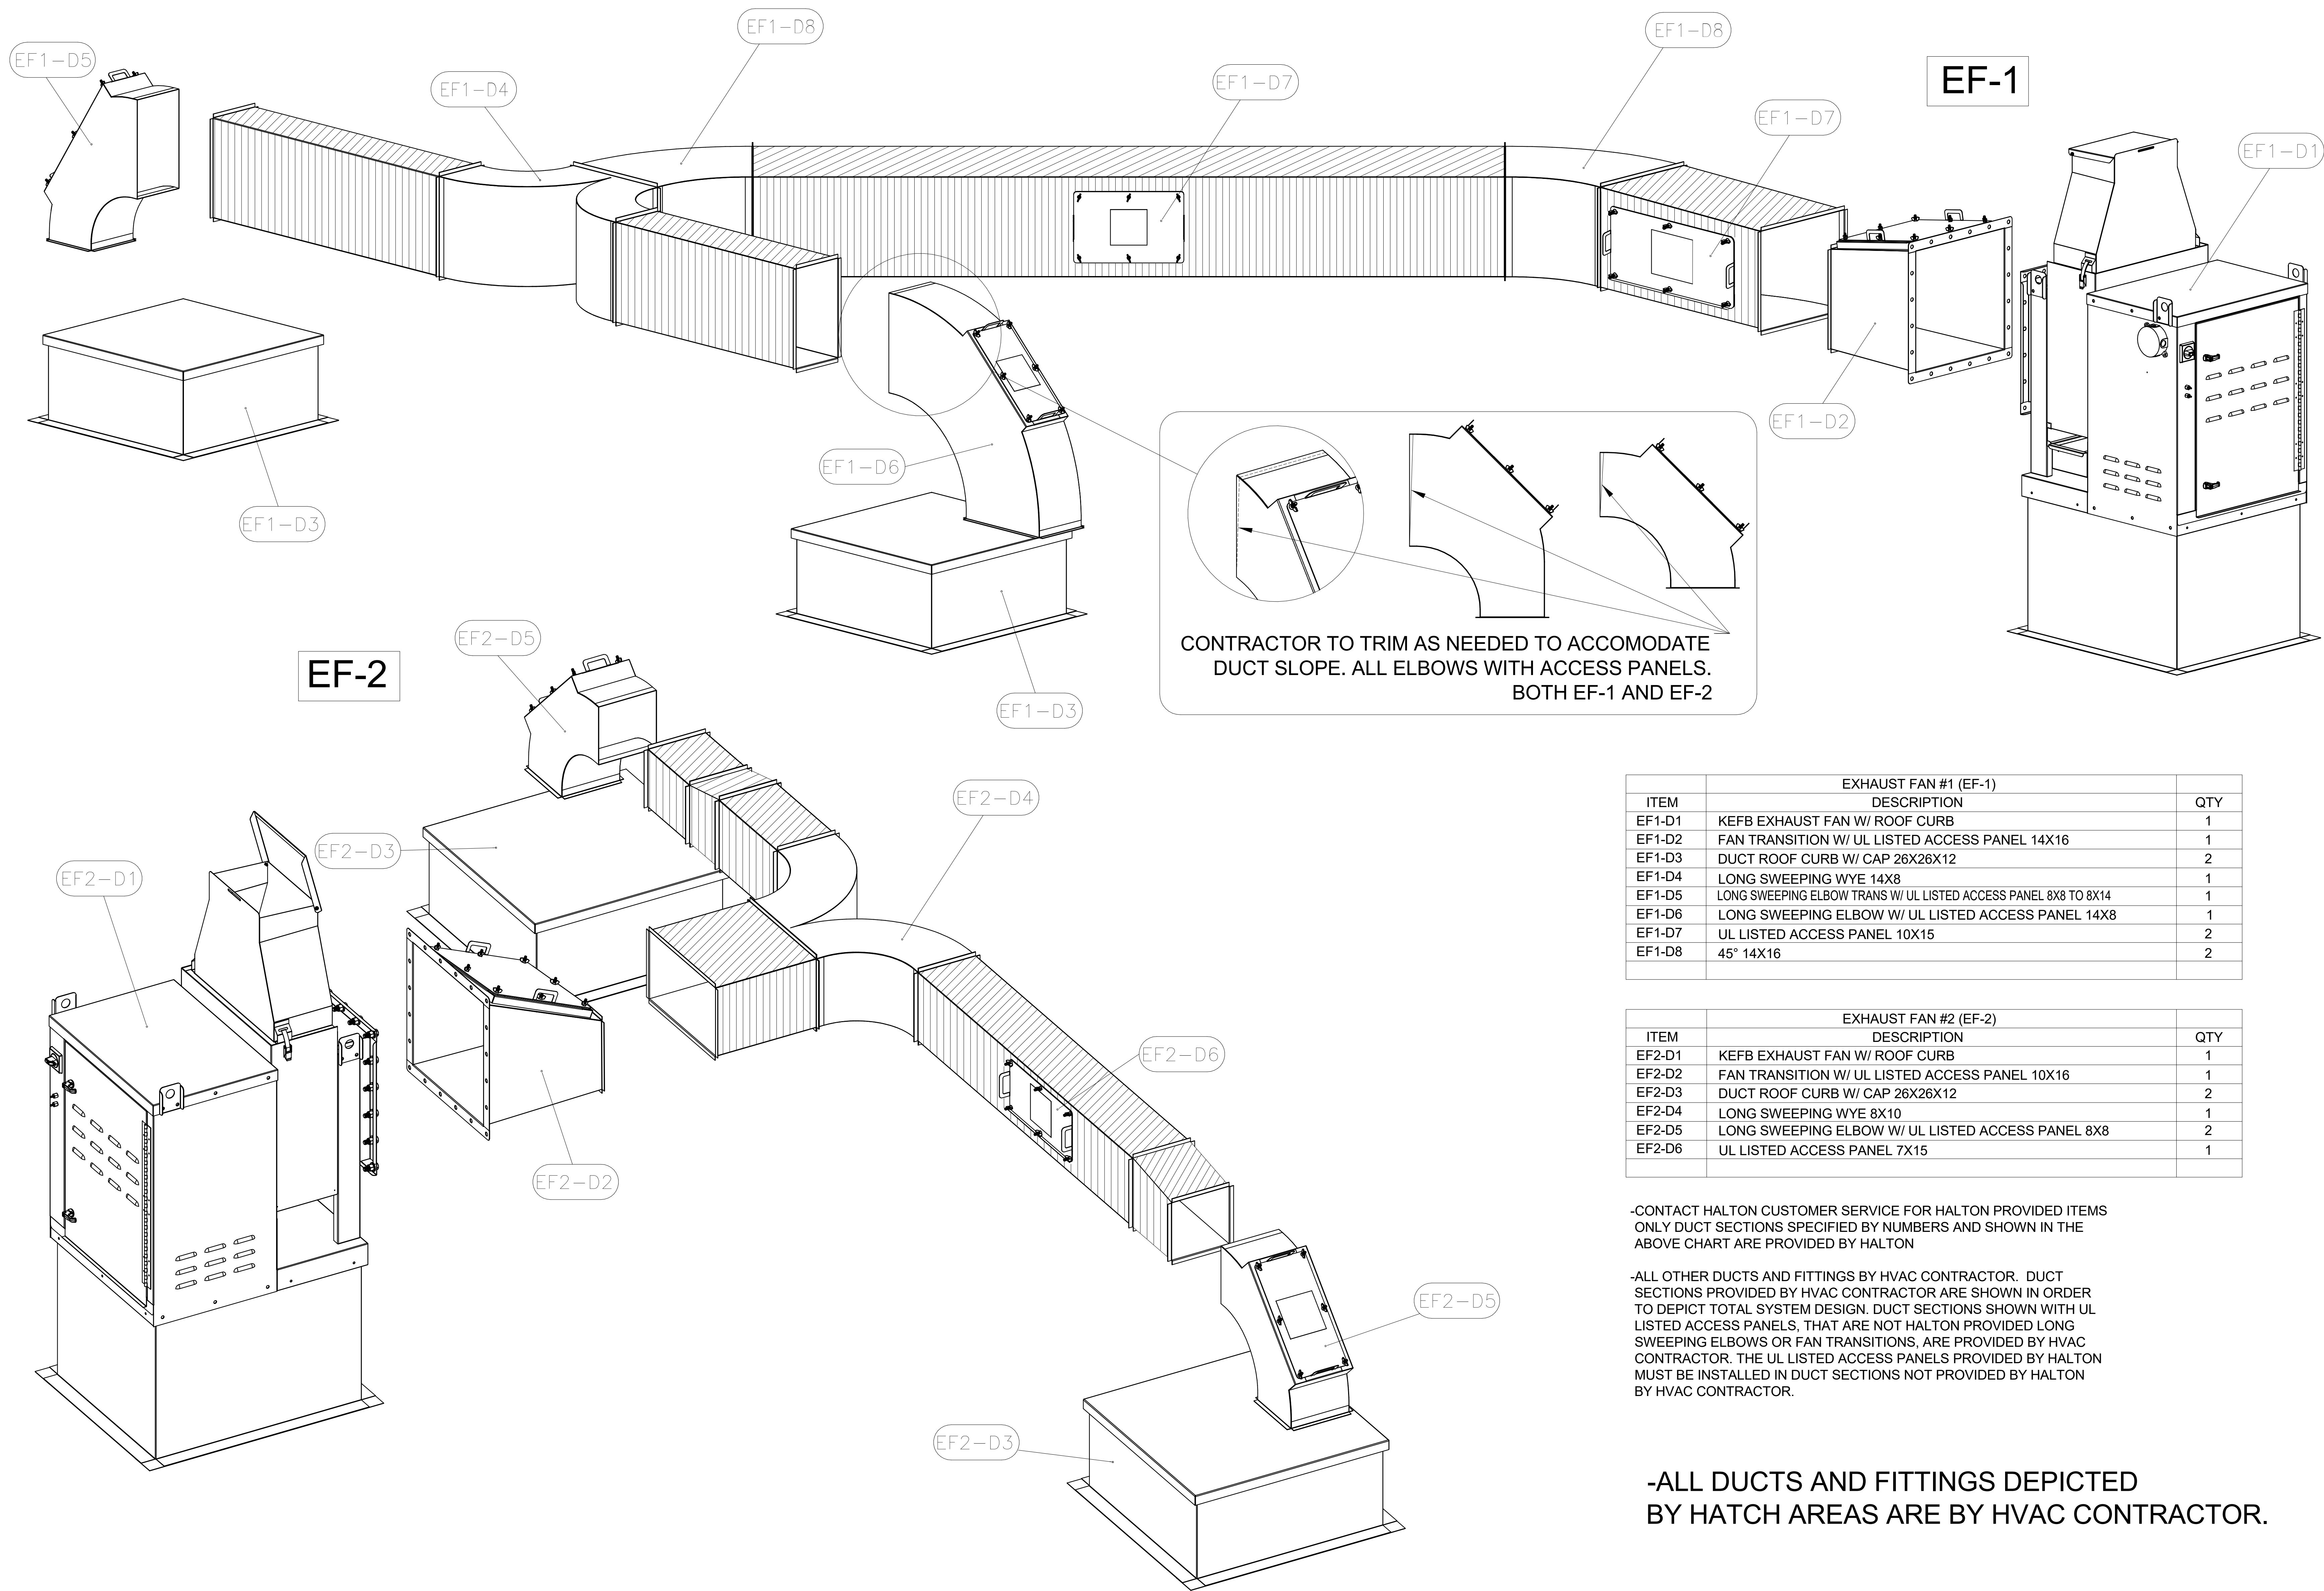 EF1-D5
EF1-D8
EF1-D4
EF1-D7
EF1-D8
EF1-D7
EF-1
EF1-D1
EF1-D2
EF1-D6
EF1-D3
EF1-D3
CONTRACTOR TO TRIM AS NEEDED TO ACCOMODATE
DUCT SLOPE. ALL ELBOWS WITH ACCESS PANELS.
BOTH EF-1 AND EF-2
EF-2
EF2-D5
EF2-D4
EF2-D3
EF2-D1
EF2-D6
EF2-D2
EF2-D5
EF2-D3
EXHAUST FAN #1 (EF-1)
ITEM DESCRIPTION QTY
EF1-D1 KEFB EXHAUST FAN W/ ROOF CURB 1
EF1-D2 FAN TRANSITION W/ UL LISTED ACCESS PANEL 14X16 1
EF1-D3 DUCT ROOF CURB W/ CAP 26X26X12 2
EF1-D4 LONG SWEEPING WYE 14X8 1
EF1-D5 LONG SWEEPING ELBOW TRANS W/ UL LISTED ACCESS PANEL 8X8 TO 8X14 1
EF1-D6 LONG SWEEPING ELBOW W/ UL LISTED ACCESS PANEL 14X8 1
EF1-D7 UL LISTED ACCESS PANEL 10X15 2
EF1-D8 45° 14X16 2
EXHAUST FAN #2 (EF-2)
ITEM DESCRIPTION QTY
EF2-D1 KEFB EXHAUST FAN W/ ROOF CURB 1
EF2-D2 FAN TRANSITION W/ UL LISTED ACCESS PANEL 10X16 1
EF2-D3 DUCT ROOF CURB W/ CAP 26X26X12 2
EF2-D4 LONG SWEEPING WYE 8X10 1
EF2-D5 LONG SWEEPING ELBOW W/ UL LISTED ACCESS PANEL 8X8 2
EF2-D6 UL LISTED ACCESS PANEL 7X15 1
-CONTACT HALTON CUSTOMER SERVICE FOR HALTON PROVIDED ITEMS
ONLY DUCT SECTIONS SPECIFIED BY NUMBERS AND SHOWN IN THE
ABOVE CHART ARE PROVIDED BY HALTON
-ALL OTHER DUCTS AND FITTINGS BY HVAC CONTRACTOR. DUCT
SECTIONS PROVIDED BY HVAC CONTRACTOR ARE SHOWN IN ORDER
TO DEPICT TOTAL SYSTEM DESIGN. DUCT SECTIONS SHOWN WITH UL
LISTED ACCESS PANELS, THAT ARE NOT HALTON PROVIDED LONG
SWEEPING ELBOWS OR FAN TRANSITIONS, ARE PROVIDED BY HVAC
CONTRACTOR. THE UL LISTED ACCESS PANELS PROVIDED BY HALTON
MUST BE INSTALLED IN DUCT SECTIONS NOT PROVIDED BY HALTON
BY HVAC CONTRACTOR.
-ALL DUCTS AND FITTINGS DEPICTED
BY HATCH AREAS ARE BY HVAC CONTRACTOR.